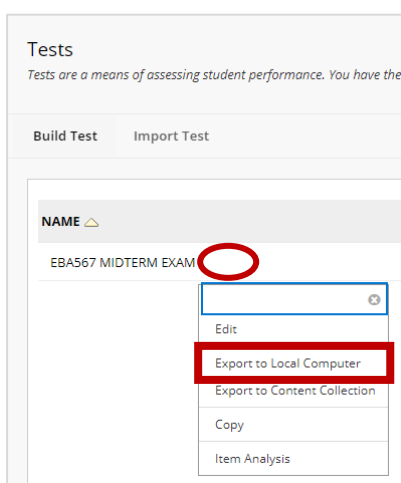 Tests
Tests are a means of assessing student performance. You have the
Build Test Import Test
NAME
EBA567 MIDTERM EXAM
Edit
Export to Local Computer
Export to Content Collection
Copy
Item Analysis